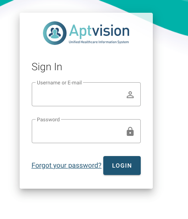 Aptvision
Unified Healthcare Information System
Sign In
Username or E.mail
Password
Forgot your password?
LOGIN